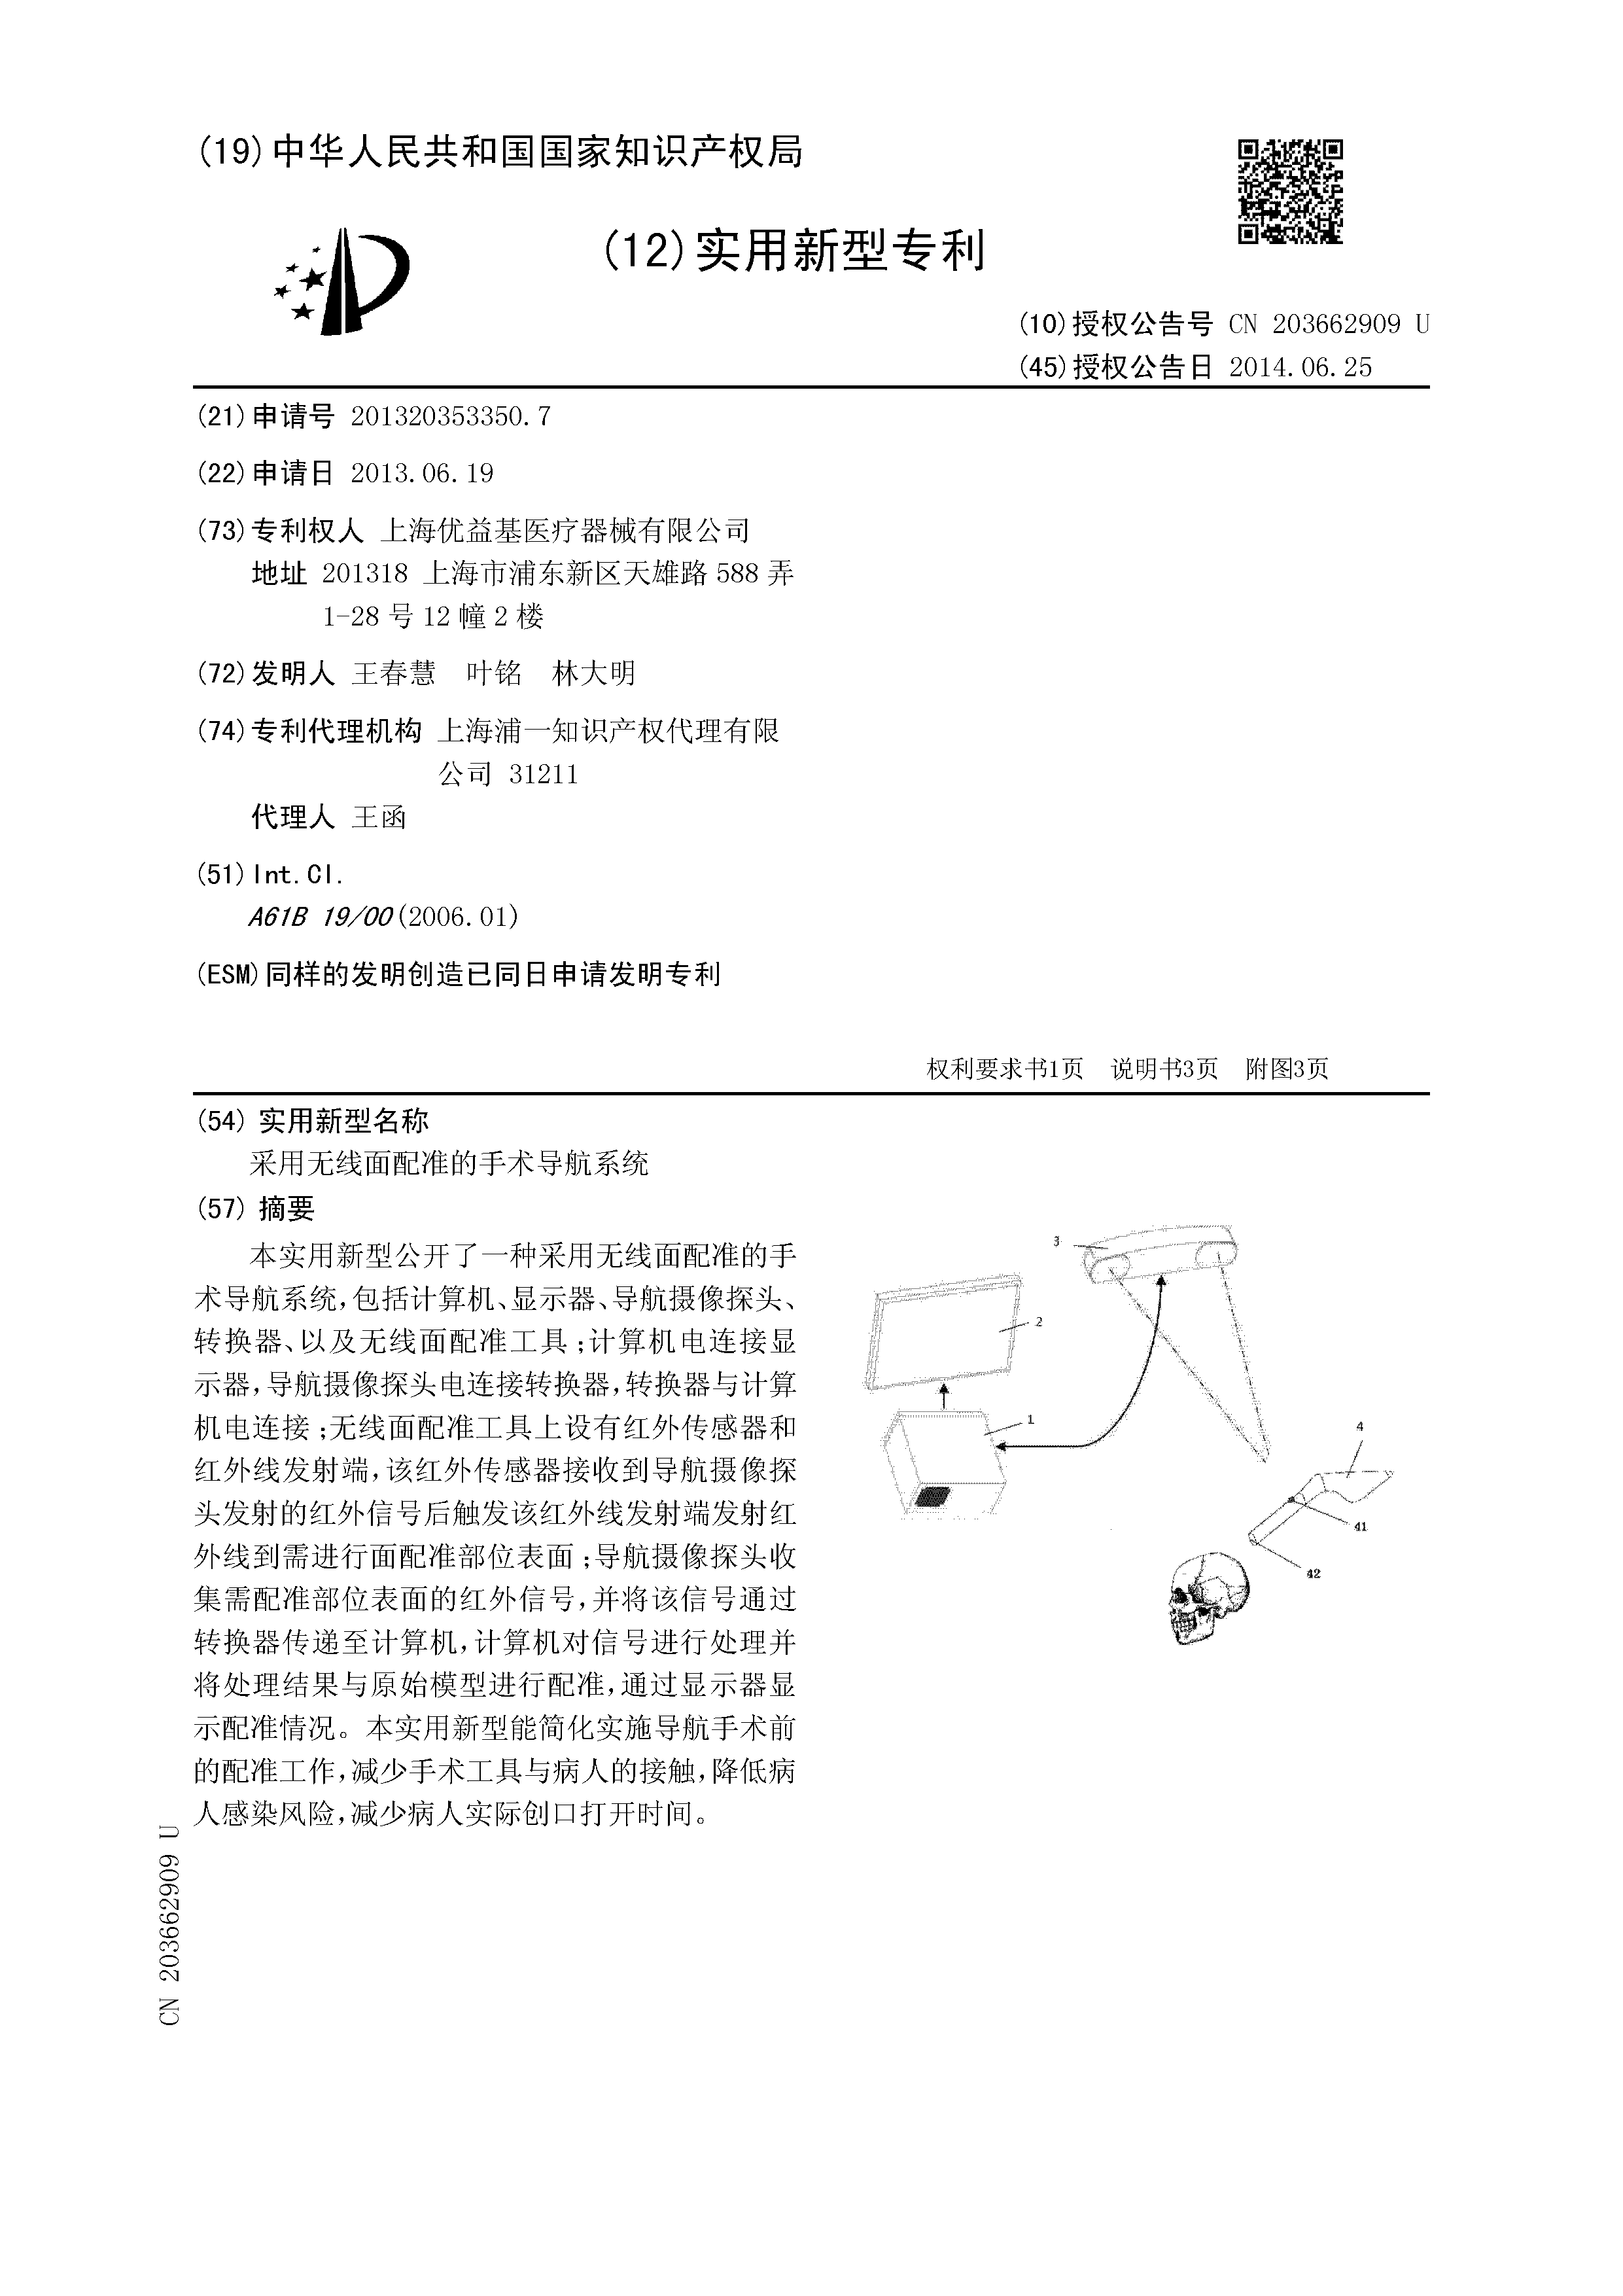 (19)中华人民共和国国家知识产权局
(12)实用新型专利
(10)授权公告号 CN 203662909 U
(45)授权公告日 2014.06.25
(21)申请号 201320353350.7
(22)申请日 2013.06.19
(73)专利权人 上海优益基医疗器械有限公司
地址 201318 上海市浦东新区天雄路 588 弄
1-28 号 12 幢 2 楼
(72)发明人 王春慧 叶铭 林大明
(74)专利代理机构 上海浦一知识产权代理有限
公司 31211
代理人 王函
(51)Int.Cl.
A61B 19/00(2006.01)
(ESM)同样的发明创造已同日申请发明专利
权利要求书1页 说明书3页 附图3页
(54) 实用新型名称
采用无线面配准的手术导航系统
(57) 摘要
本实用新型公开了一种采用无线面配准的手
术导航系统,包括计算机、显示器、导航摄像探头、
转换器、以及无线面配准工具;计算机电连接显
示器,导航摄像探头电连接转换器,转换器与计算
机电连接;无线面配准工具上设有红外传感器和
红外线发射端,该红外传感器接收到导航摄像探
头发射的红外信号后触发该红外线发射端发射红
外线到需进行面配准部位表面;导航摄像探头收
集需配准部位表面的红外信号,并将该信号通过
转换器传递至计算机,计算机对信号进行处理并
将处理结果与原始模型进行配准,通过显示器显
示配准情况。本实用新型能简化实施导航手术前
的配准工作,减少手术工具与病人的接触,降低病
人感染风险,减少病人实际创口打开时间。
3
2
1
4
41
42
CN 203662909 U